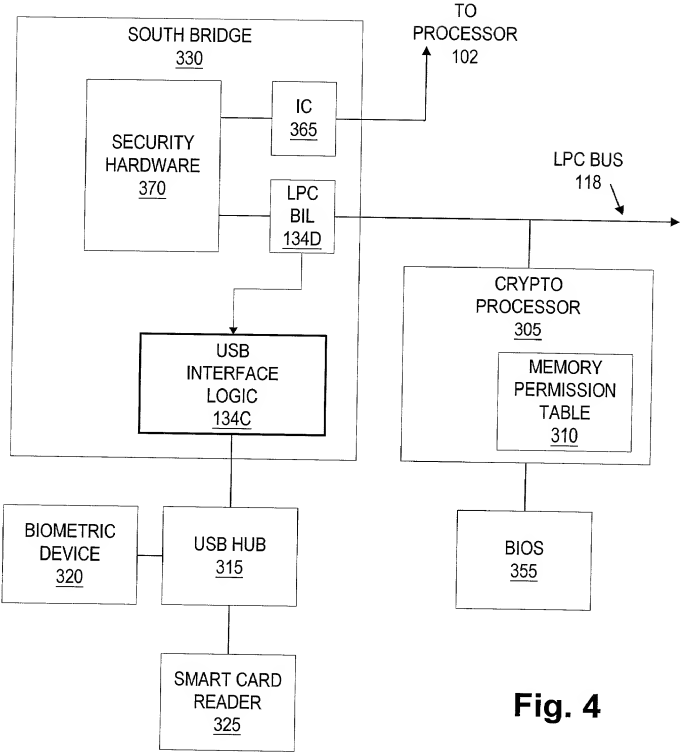 TO
PROCESSOR
102
SOUTH BRIDGE
330
IC
365
SECURITY
HARDWARE
370
LPC
BIL
134D
LPC BUS
118
CRYPTO
PROCESSOR
305
MEMORY
PERMISSION
TABLE
310
USB
INTERFACE
LOGIC
134C
BIOMETRIC
DEVICE
320
USB HUB
315
BIOS
355
SMART CARD
READER
325
Fig. 4